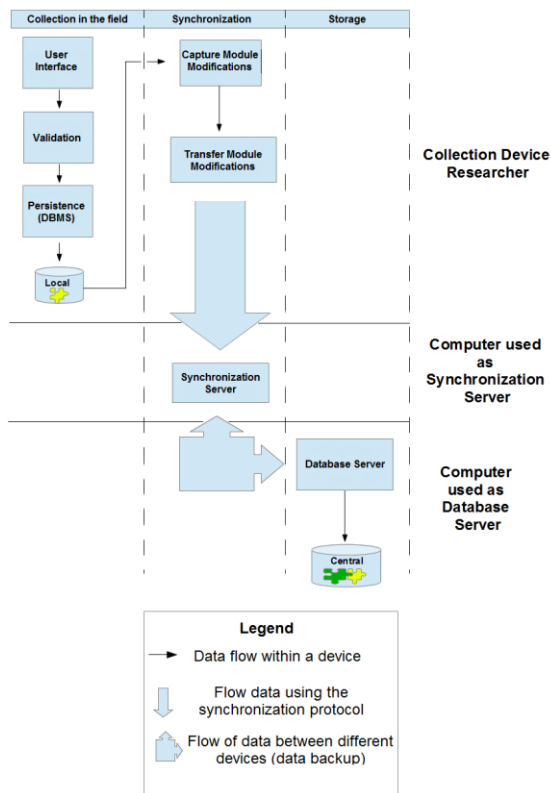 Collection in the field
Synchronization
Storage
User
Interface
Validation
Persistence
(DBMS)
Local
Capture Module
Modifications
Transfer Module
Modifications
Collection Device
Researcher
Synchronization
Server
Computer used
as
Synchronization
Server
Database Server
Central
Computer
used as
Database
Server
Legend
Data flow within a device
Flow data using the
synchronization protocol
Flow of data between different
devices (data backup)